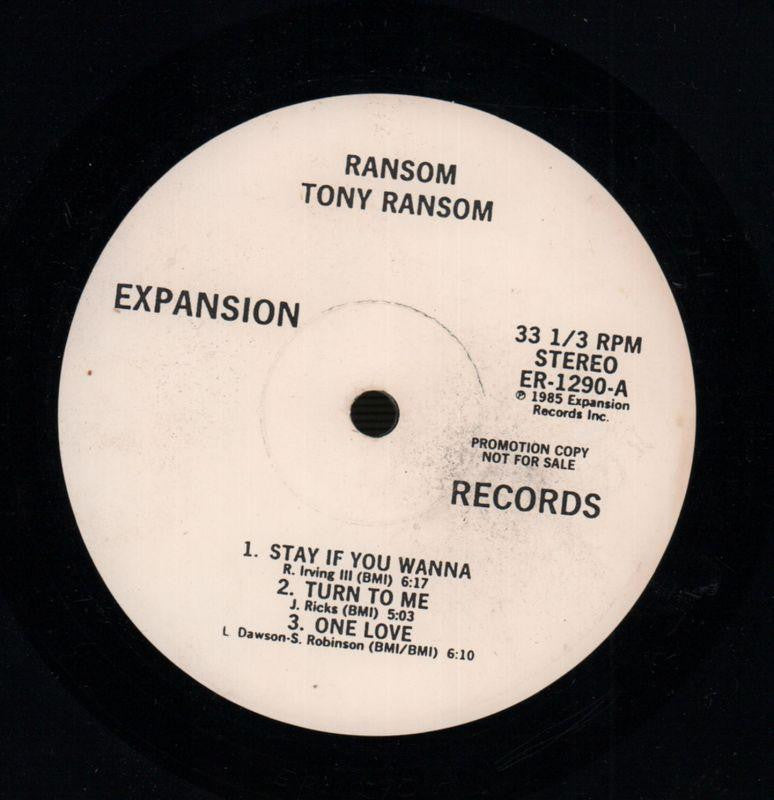 RANSOM
TONY RANSOM
EXPANSION
33 1/3 RPM
STEREO
ER-1290-A
℗ 1985 Expansion
Records Inc.
PROMOTION COPY
NOT FOR SALE
RECORDS
1. STAY IF YOU WANNA
R. Irving III (BMI) 6:17
2. TURN TO ME
J. Ricks (BMI) 5:03
3. ONE LOVE
L Dawson-S. Robinson (BMI/BMI) 6:10